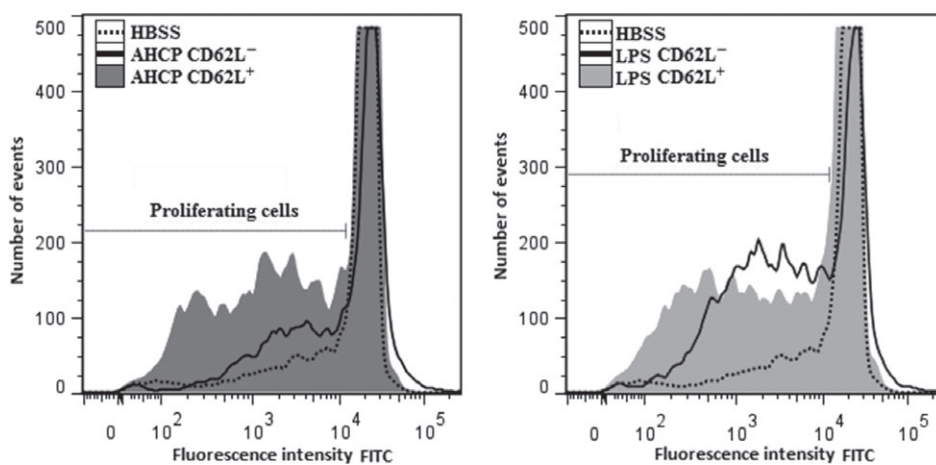 500
400
300
200
100
0
Number of events
HBSS
AHCP CD62L⁻
AHCP CD62L⁺
Proliferating cells
0 10² 10³ 10⁴ 10⁵
Fluorescence intensity FITC
500
400
300
200
100
0
Number of events
HBSS
LPS CD62L⁻
LPS CD62L⁺
Proliferating cells
0 10² 10³ 10⁴ 10⁵
Fluorescence intensity FITC